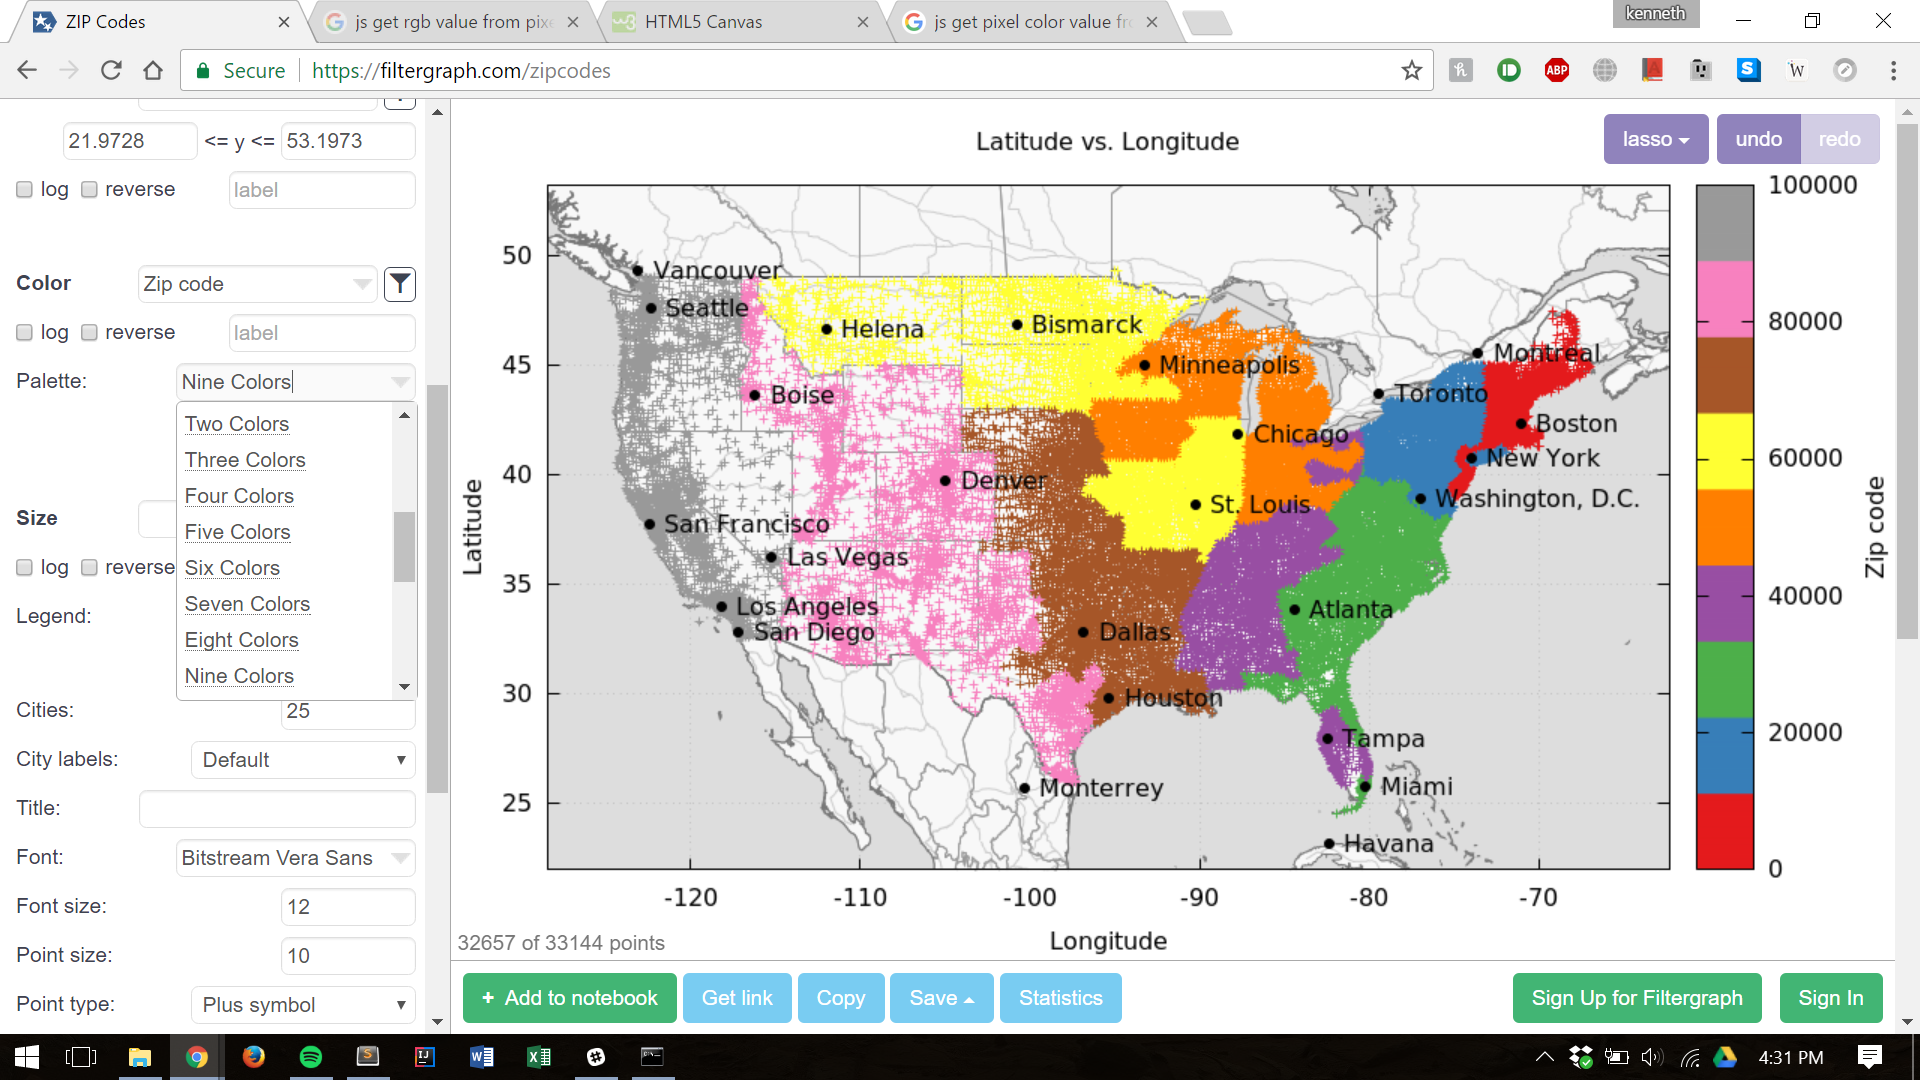 ZIP Codes
js get rgb value from pixe
HTML5 Canvas
js get pixel color value fr
kenneth
Secure
https://filtergraph.com/zipcodes
ABP
S
W
21.9728 <= y <= 53.1973
log reverse label
Color Zip code
log reverse label
Palette: Nine Colors
Two Colors
Three Colors
Four Colors
Five Colors
Six Colors
Seven Colors
Eight Colors
Nine Colors
Size
log reverse
Legend:
Cities: 25
City labels: Default
Title:
Font: Bitstream Vera Sans
Font size: 12
Point size: 10
Point type: Plus symbol
Latitude vs. Longitude
lasso undo redo
50
45
40
35
30
25
Latitude
Vancouver
Seattle
Helena
Bismarck
Minneapolis
Montreal
Boise
Toronto
Boston
Chicago
New York
Denver
St. Louis
Washington, D.C.
San Francisco
Las Vegas
Los Angeles
Atlanta
San Diego
Dallas
Houston
Tampa
Monterrey
Miami
Havana
-120 -110 -100 -90 -80 -70
Longitude
100000
80000
60000
40000
20000
0
Zip code
32657 of 33144 points
+ Add to notebook Get link Copy Save Statistics Sign Up for Filtergraph Sign In
4:31 PM